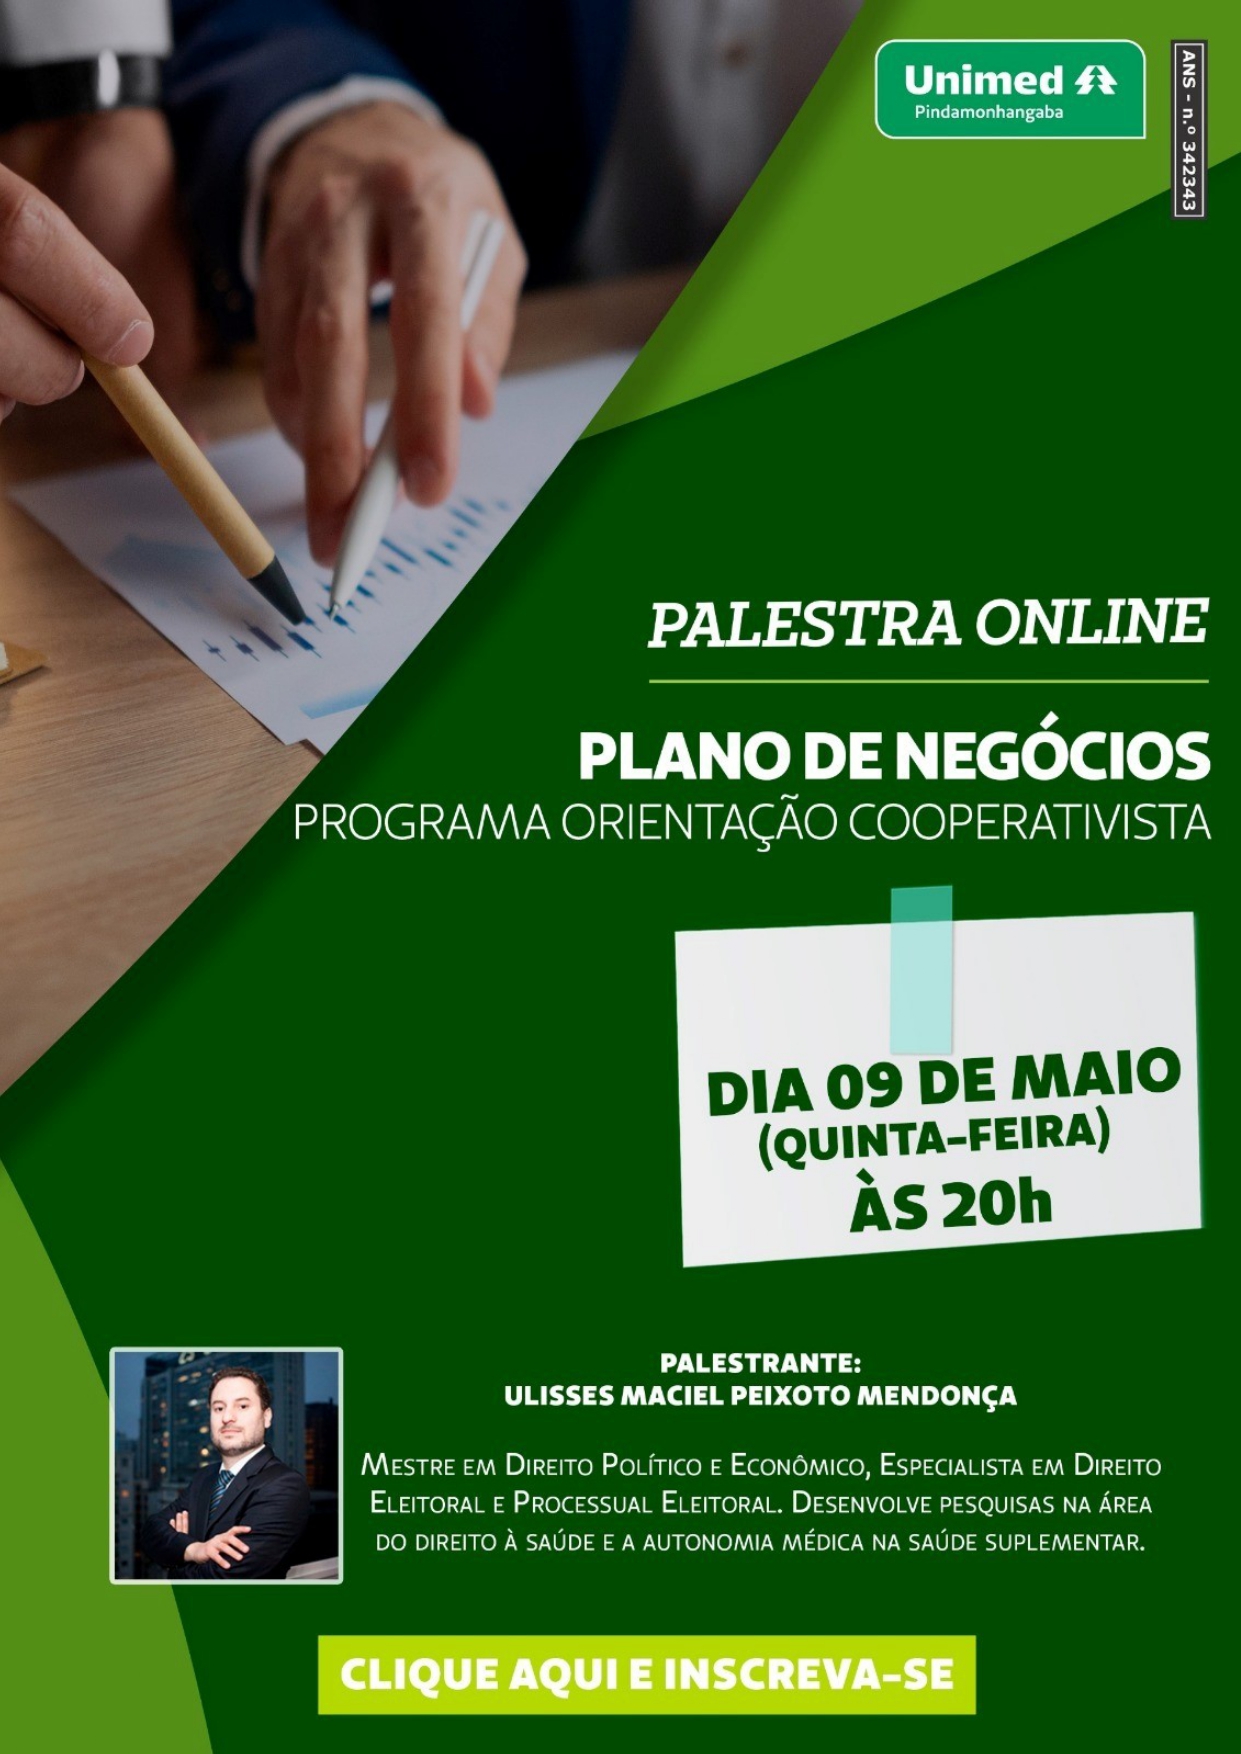 Unimed
Pindamonhangaba
ANS - n.º 342343
PALESTRA ONLINE
PLANO DE NEGÓCIOS
PROGRAMA ORIENTAÇÃO COOPERATIVISTA
DIA 09 DE MAIO
(QUINTA-FEIRA)
ÀS 20h
PALESTRANTE:
ULISSES MACIEL PEIXOTO MENDONÇA
MESTRE EM DIREITO POLÍTICO E ECONÔMICO, ESPECIALISTA EM DIREITO
ELEITORAL E PROCESSUAL ELEITORAL. DESENVOLVE PESQUISAS NA ÁREA
DO DIREITO À SAÚDE E A AUTONOMIA MÉDICA NA SAÚDE SUPLEMENTAR.
CLIQUE AQUI E INSCREVA-SE